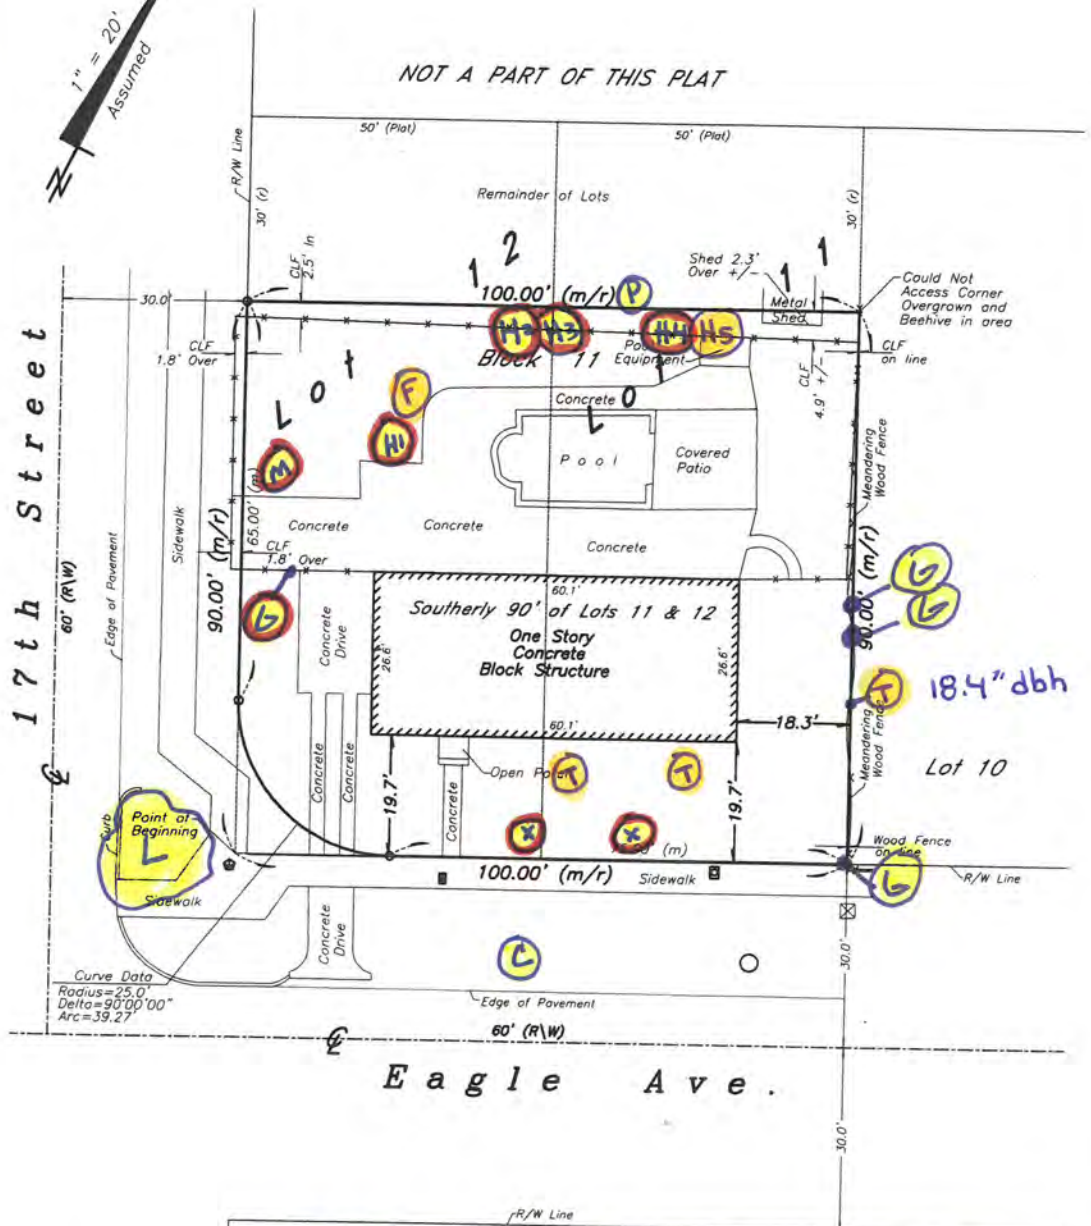 1" = 20'
Assumed
N
NOT A PART OF THIS PLAT
50' (Plat)
50' (Plat)
R/W Line
30' (r)
30' (r)
Remainder of Lots
CLF
2.5' In
Shed 2.3'
Over +/-
Metal
Shed
Could Not
Access Corner
Overgrown and
Beehive in area
30.0'
100.00' (m/r)
P
Lot 12
Lot 11
H2
H3
H4
H5
Block 11
Pool
Equipment
CLF
1.8' Over
CLF
on line
CLF
4.9' +/-
F
H1
M
Concrete
Pool
Covered
Patio
Meandering
Wood Fence
65.00' (m)
90.00' (m/r)
Concrete
Concrete
Concrete
CLF
1.8' Over
Sidewalk
Edge of Pavement
17th Street
60' (R\W)
G
Concrete
Drive
60.1'
Southerly 90' of Lots 11 & 12
One Story
Concrete
Block Structure
26.6'
26.6'
60.1'
90.00' (m/r)
G
G
T
18.4" dbh
18.3'
Meandering
Wood Fence
Lot 10
Open Porch
T
T
19.7'
19.7'
Concrete
Concrete
Concrete
X
X
Point of
Beginning
L
Curb
Sidewalk
(m)
100.00' (m/r)
Sidewalk
Wood Fence
on line
R/W Line
G
Concrete
Drive
C
Curve Data
Radius=25.0'
Delta=90°00'00"
Arc=39.27'
Edge of Pavement
60' (R\W)
30.0'
Eagle Ave.
30.0'
R/W Line